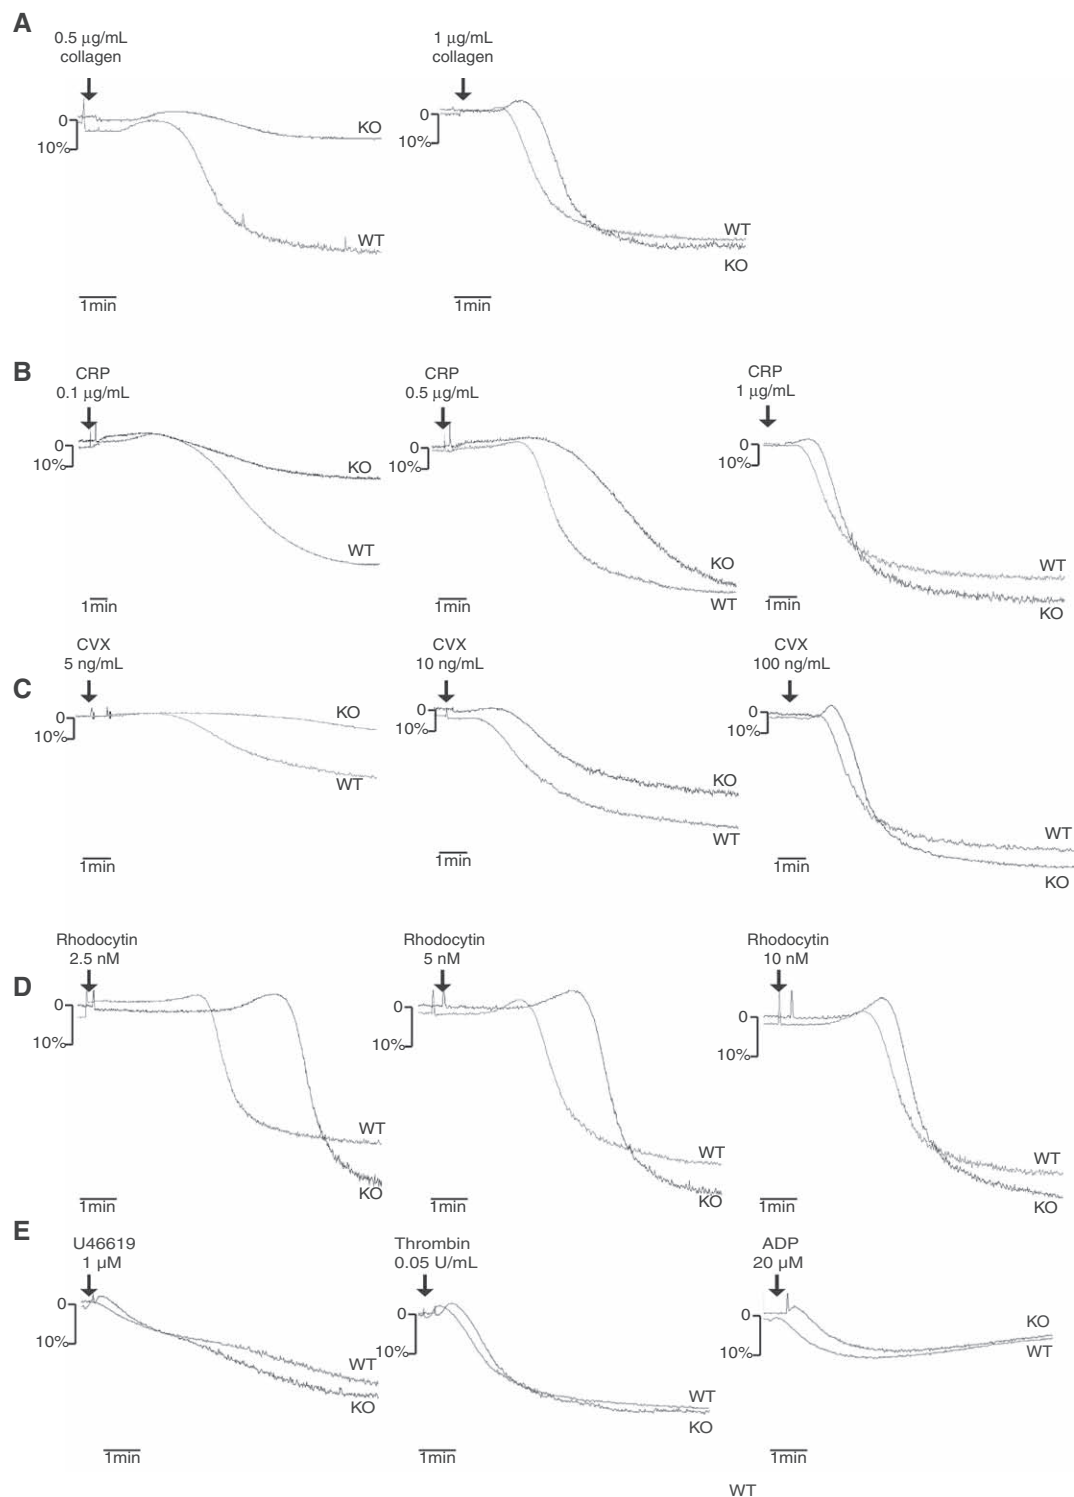 A
0.5 µg/mL
collagen
1 µg/mL
collagen
0
10%
KO
WT
1min
0
10%
WT
KO
1min
B
CRP
0.1 µg/mL
CRP
0.5 µg/mL
CRP
1 µg/mL
0
10%
KO
WT
1min
0
10%
KO
WT
1min
0
10%
WT
KO
1min
C
CVX
5 ng/mL
CVX
10 ng/mL
CVX
100 ng/mL
0
10%
KO
WT
1min
0
10%
KO
WT
1min
0
10%
WT
KO
1min
D
Rhodocytin
2.5 nM
Rhodocytin
5 nM
Rhodocytin
10 nM
0
10%
WT
KO
1min
0
10%
WT
KO
1min
0
10%
WT
KO
1min
E
U46619
1 µM
Thrombin
0.05 U/mL
ADP
20 µM
0
10%
WT
KO
1min
0
10%
WT
KO
1min
0
10%
KO
WT
1min
WT